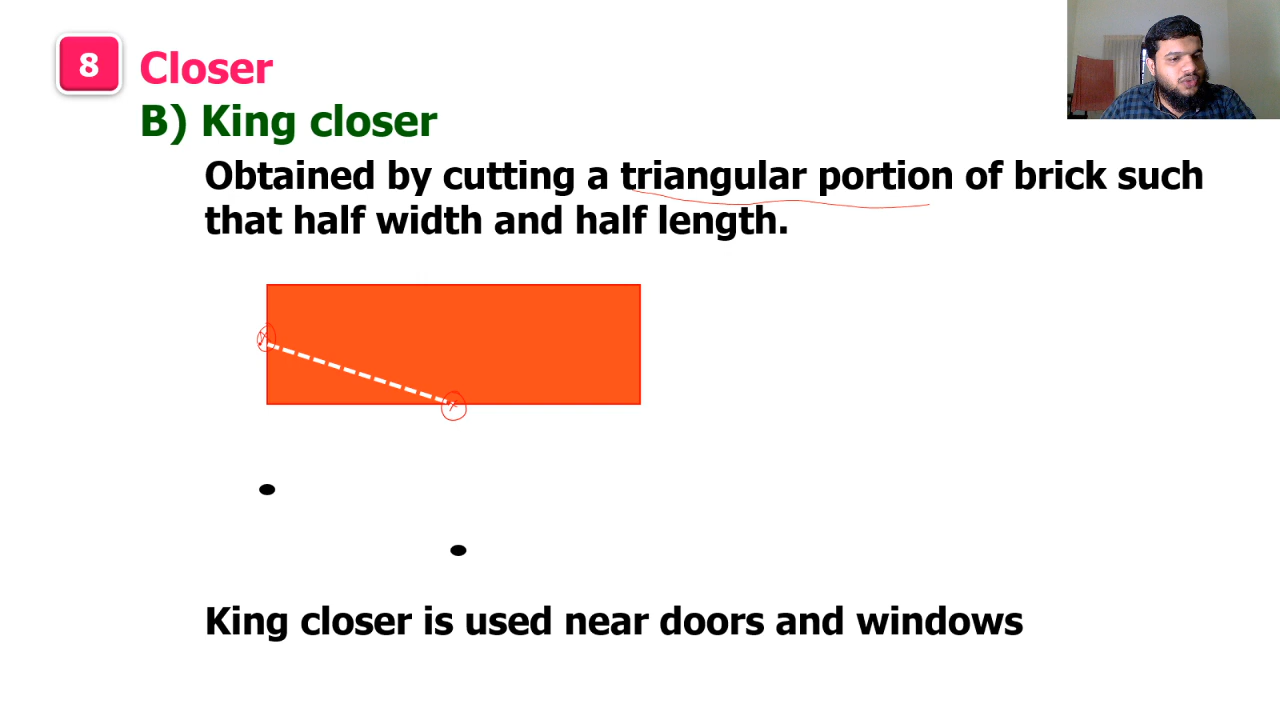 8
Closer
B) King closer
Obtained by cutting a triangular portion of brick such
that half width and half length.
King closer is used near doors and windows